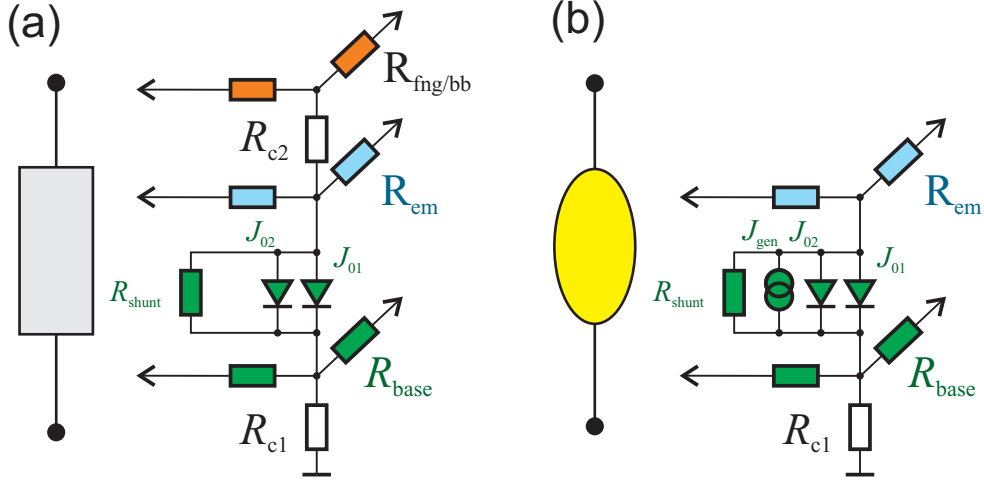 (a)
R_fng/bb
R_c2
R_em
J_02
J_01
R_shunt
R_base
R_c1
(b)
R_em
J_gen J_02
J_01
R_shunt
R_base
R_c1